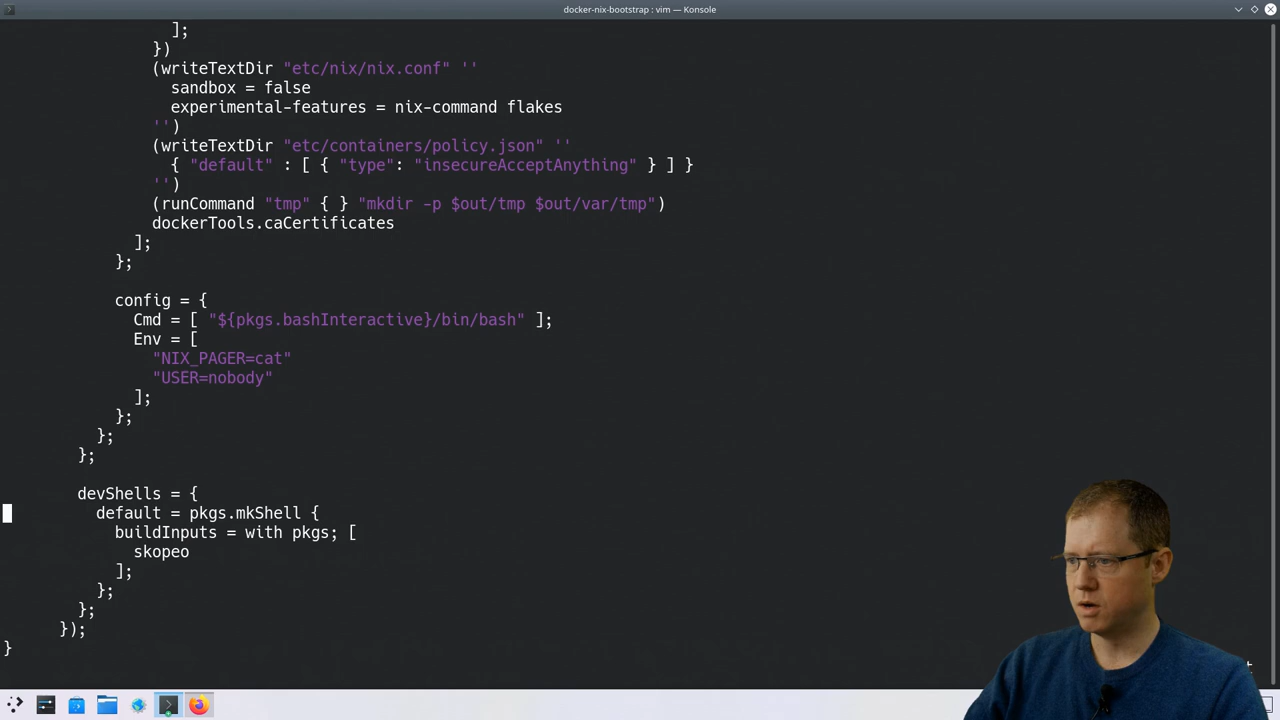 docker-nix-bootstrap : vim — Konsole
];
})
(writeTextDir "etc/nix/nix.conf" ''
sandbox = false
experimental-features = nix-command flakes
'')
(writeTextDir "etc/containers/policy.json" ''
{ "default" : [ { "type": "insecureAcceptAnything" } ] }
'')
(runCommand "tmp" { } "mkdir -p $out/tmp $out/var/tmp")
dockerTools.caCertificates
];
};
config = {
Cmd = [ "${pkgs.bashInteractive}/bin/bash" ];
Env = [
"NIX_PAGER=cat"
"USER=nobody"
];
};
};
};
devShells = {
default = pkgs.mkShell {
buildInputs = with pkgs; [
skopeo
];
};
};
});
}